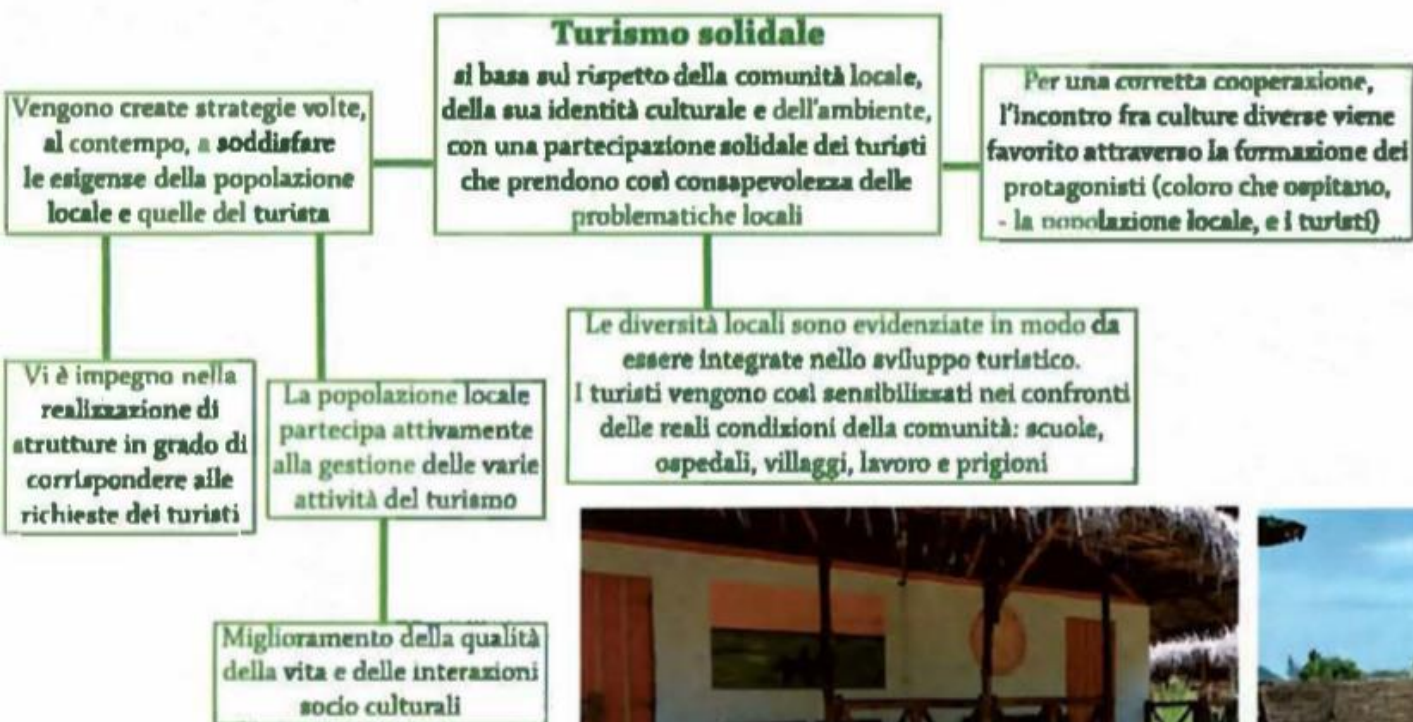 Turismo solidale
si basa sul rispetto della comunità locale,
della sua identità culturale e dell'ambiente,
con una partecipazione solidale dei turisti
che prendono così consapevolezza delle
problematiche locali
Vengono create strategie volte,
al contempo, a soddisfare
le esigense della popolazione
locale e quelle del turista
Per una corretta cooperazione,
l'incontro fra culture diverse viene
favorito attraverso la formazione dei
protagonisti (coloro che ospitano,
- la popolazione locale, e i turisti)
Vi è impegno nella
realizzazione di
strutture in grado di
corrispondere alle
richieste dei turisti
La popolazione locale
partecipa attivamente
alla gestione delle varie
attività del turismo
Le diversità locali sono evidenziate in modo da
essere integrate nello sviluppo turistico.
I turisti vengono così sensibilizzati nei confronti
delle reali condizioni della comunità: scuole,
ospedali, villaggi, lavoro e prigioni
Miglioramento della qualità
della vita e delle interazioni
socio culturali